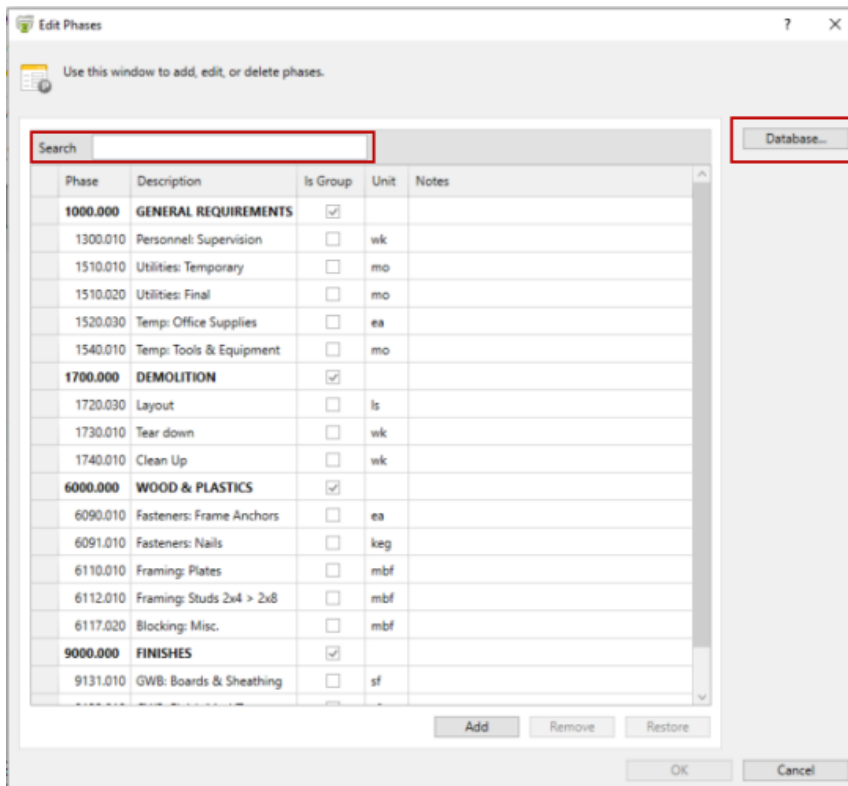 Edit Phases ? ×
Use this window to add, edit, or delete phases.
Search
Database...
Phase Description Is Group Unit Notes
1000.000 GENERAL REQUIREMENTS
1300.010 Personnel: Supervision wk
1510.010 Utilities: Temporary mo
1510.020 Utilities: Final mo
1520.030 Temp: Office Supplies ea
1540.010 Temp: Tools & Equipment mo
1700.000 DEMOLITION
1720.030 Layout ls
1730.010 Tear down wk
1740.010 Clean Up wk
6000.000 WOOD & PLASTICS
6090.010 Fasteners: Frame Anchors ea
6091.010 Fasteners: Nails keg
6110.010 Framing: Plates mbf
6112.010 Framing: Studs 2x4 > 2x8 mbf
6117.020 Blocking: Misc. mbf
9000.000 FINISHES
9131.010 GWB: Boards & Sheathing sf
Add Remove Restore
OK Cancel